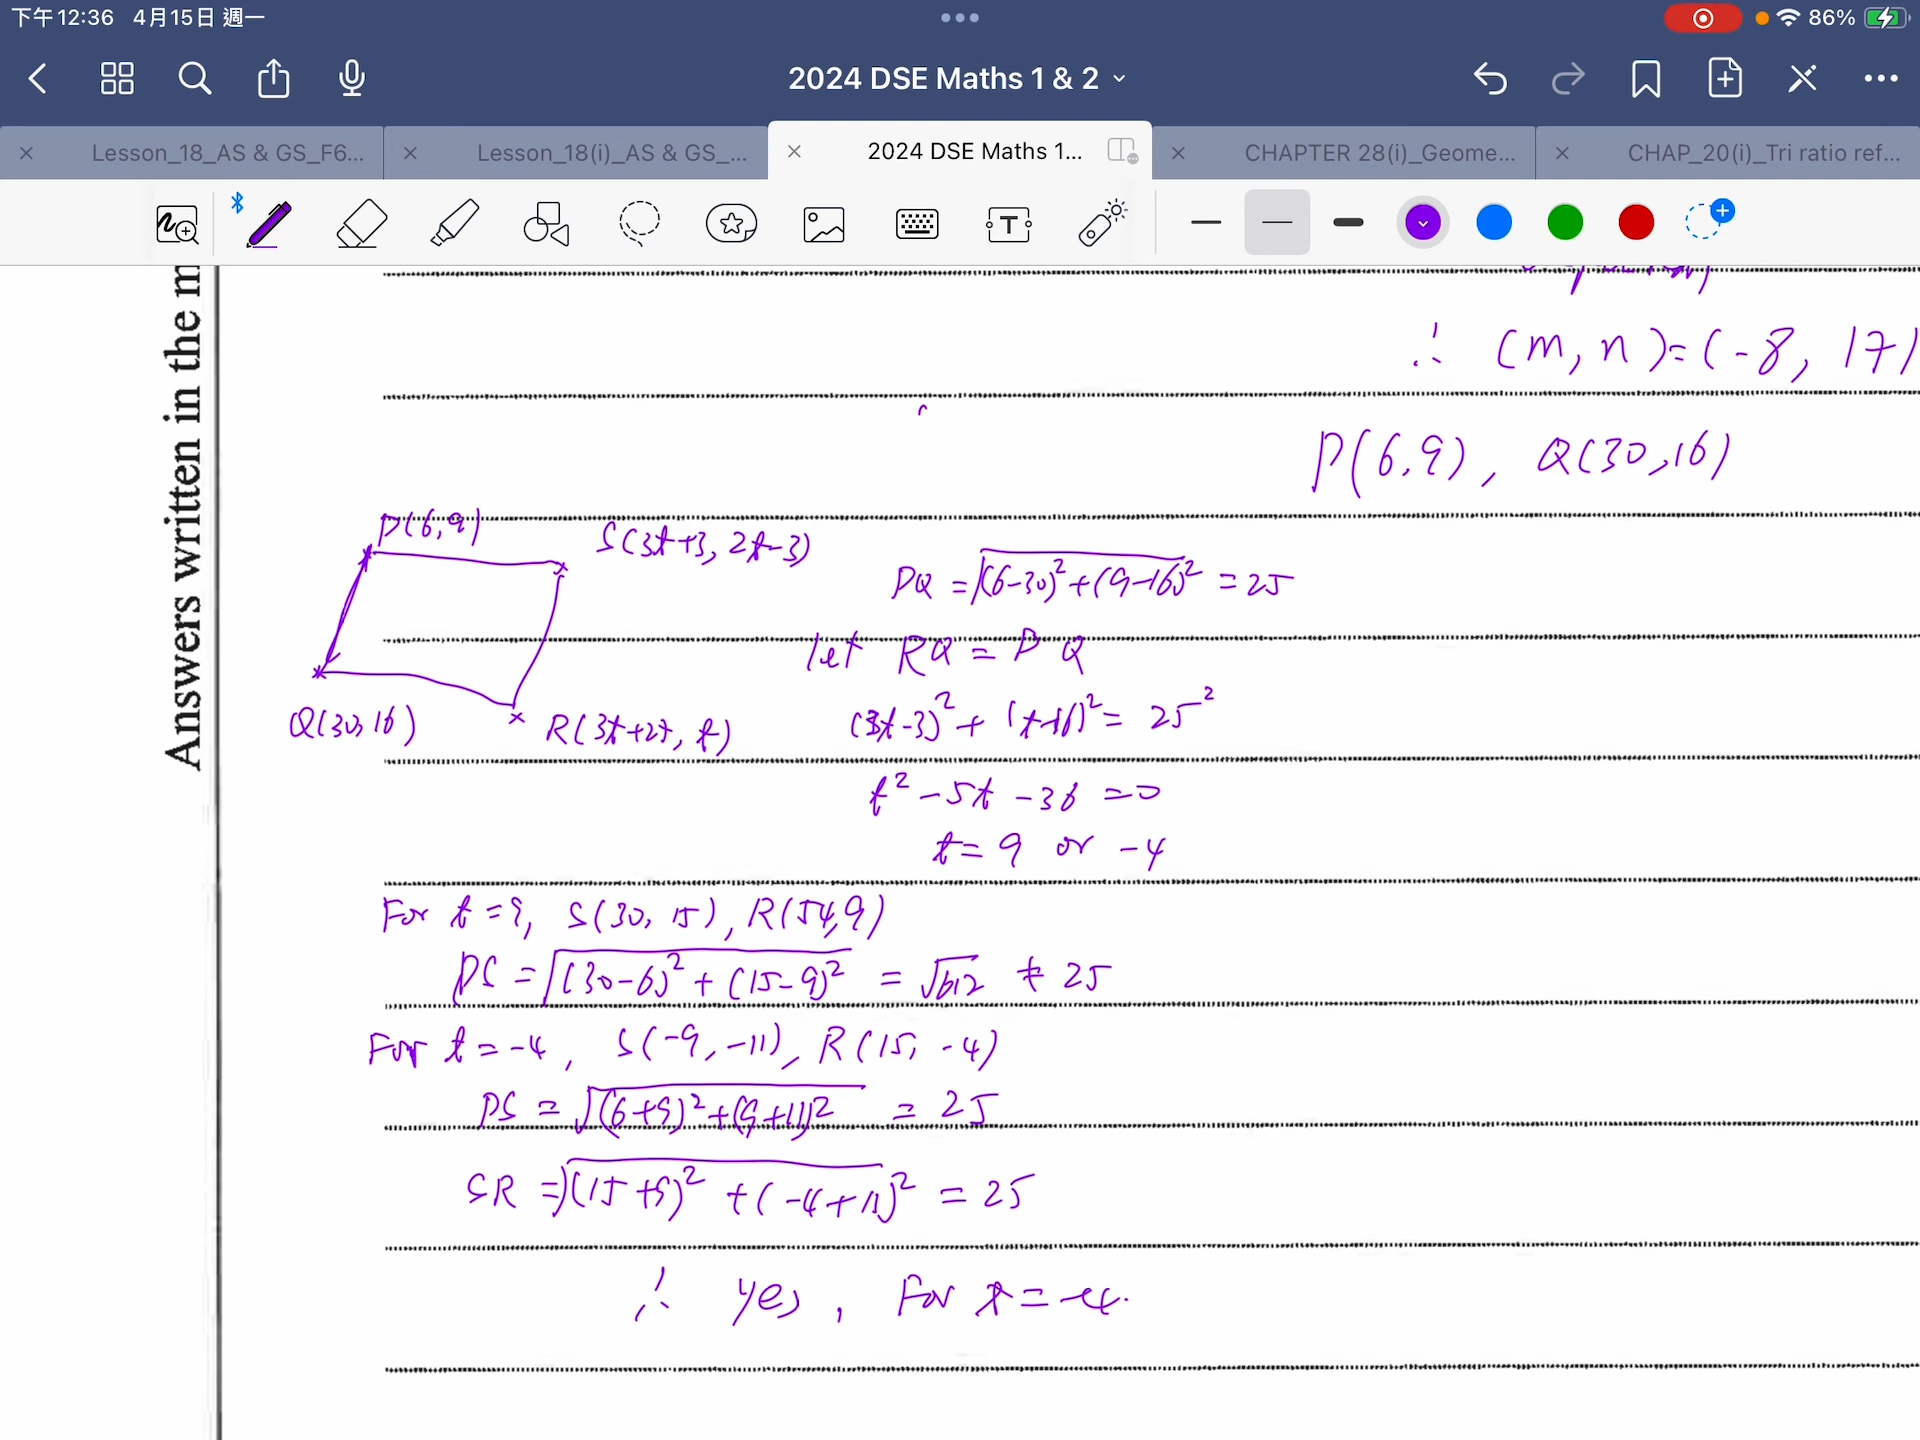 下午12:36 4月15日 週一
86%
2024 DSE Maths 1 & 2
Lesson_18_AS & GS_F6...
Lesson_18(i)_AS & GS_...
2024 DSE Maths 1...
CHAPTER 28(i)_Geome...
CHAP_20(i)_Tri ratio ref...
Answers written in the m
∴ (m, n)=(-8, 17)
P(6,9), Q(30,16)
P(6,9)
S(3t+3, 2t-3)
PQ = √(6-30)²+(9-16)² = 25
let RQ = PQ
Q(30,16)
R(3t+27, t)
(3t-3)²+(t-16)² = 25²
t²-5t-36=0
t=9 or -4
For t=9, S(30,15), R(54,9)
PS = √(30-6)²+(15-9)² = √612 ≠ 25
For t=-4, S(-9,-11), R(15,-4)
PS = √(6+9)²+(9+11)² = 25
SR = √(15+9)²+(-4+11)² = 25
∴ yes, for t=-4.